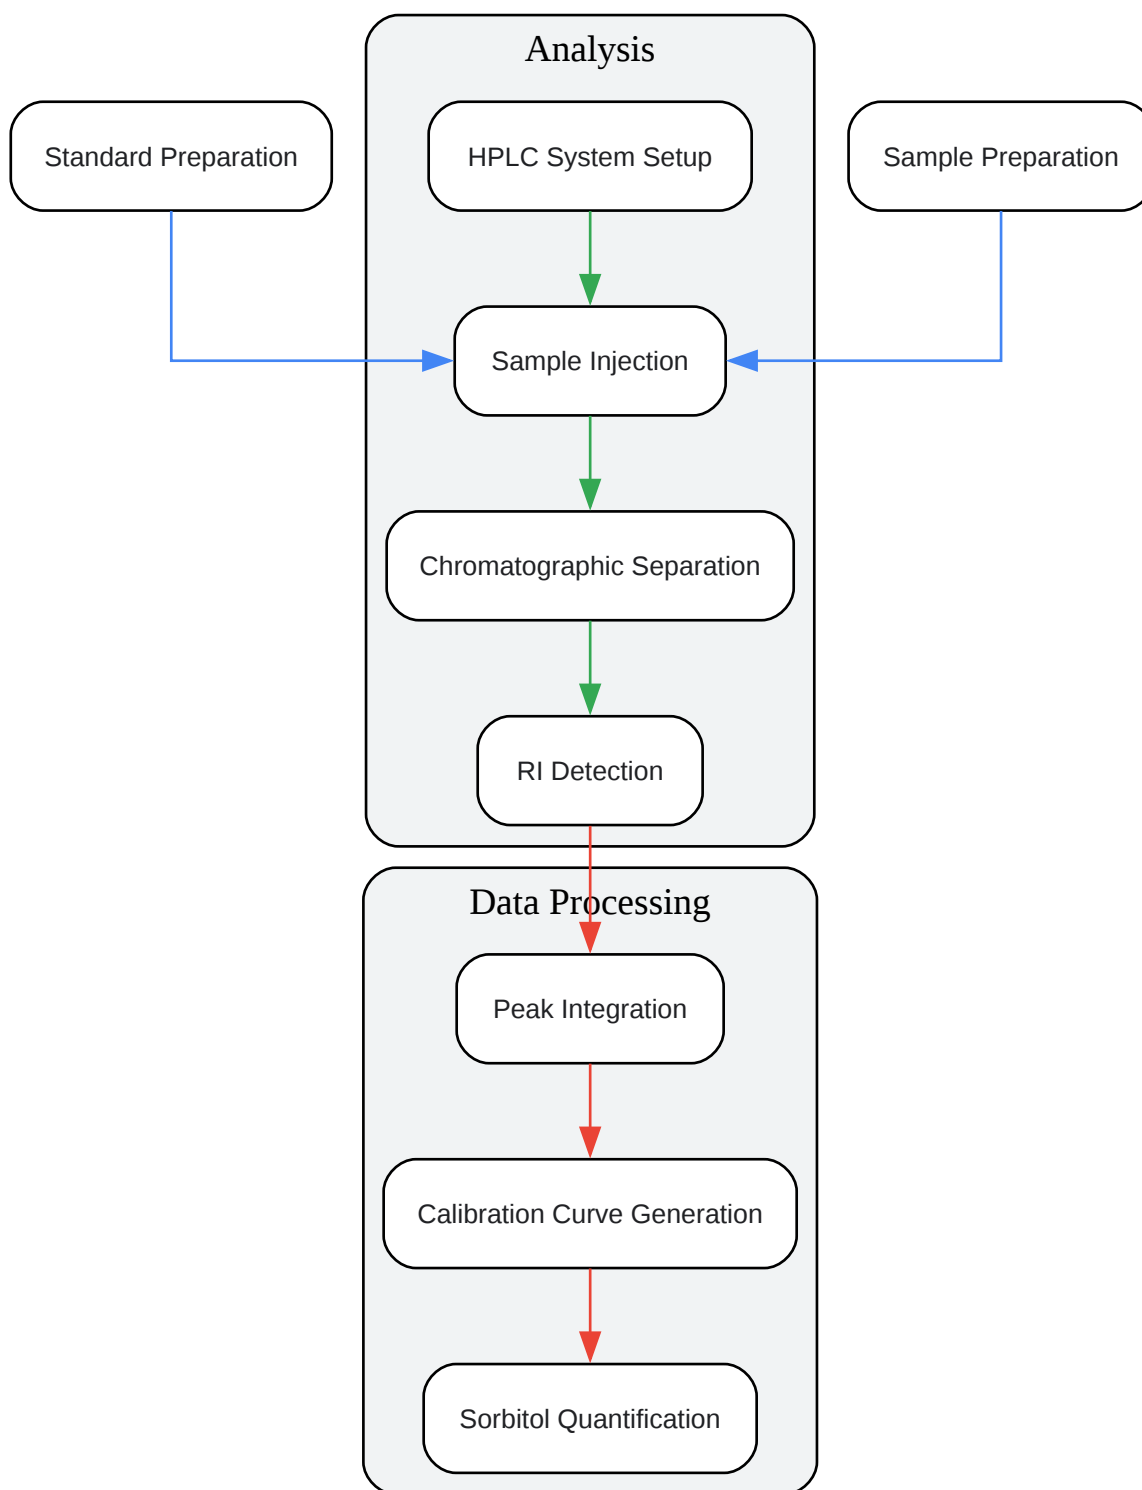 Analysis
Standard Preparation
HPLC System Setup
Sample Preparation
Sample Injection
Chromatographic Separation
RI Detection
Data Processing
Peak Integration
Calibration Curve Generation
Sorbitol Quantification